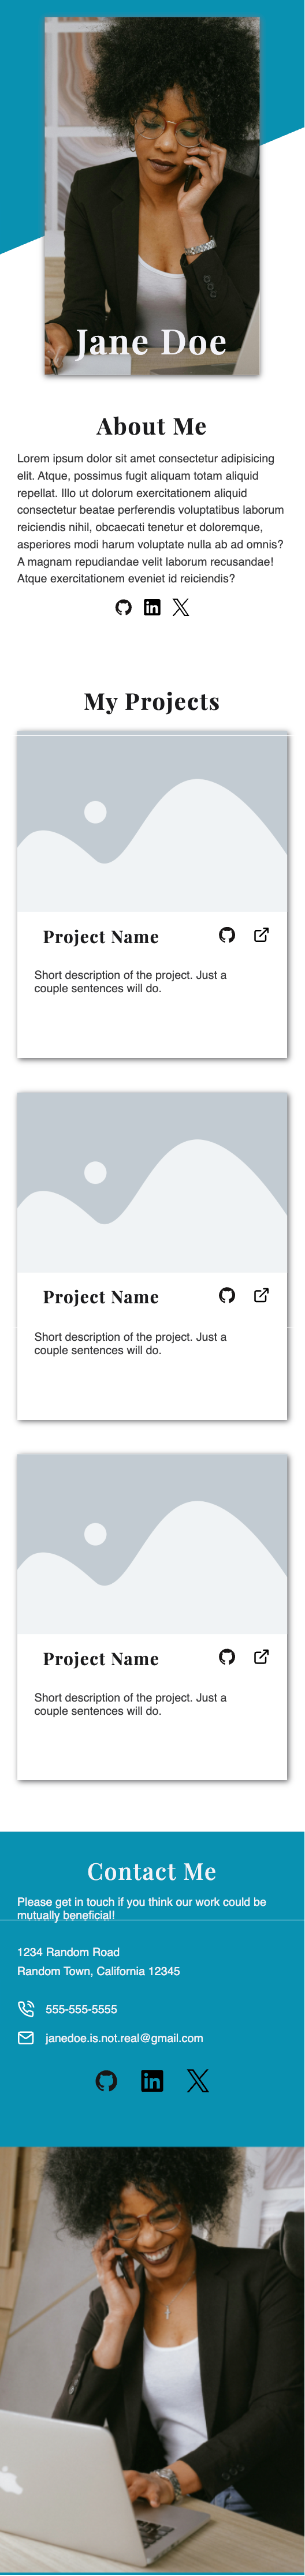 Jane Doe
About Me
Lorem ipsum dolor sit amet consectetur adipisicing
elit. Atque, possimus fugit aliquam totam aliquid
repellat. Illo ut dolorum exercitationem aliquid
consectetur beatae perferendis voluptatibus laborum
reiciendis nihil, obcaecati tenetur et doloremque,
asperiores modi harum voluptate nulla ab ad omnis?
A magnam repudiandae velit laborum recusandae!
Atque exercitationem eveniet id reiciendis?
in
My Projects
Project Name
Short description of the project. Just a
couple sentences will do.
Project Name
Short description of the project. Just a
couple sentences will do.
Project Name
Short description of the project. Just a
couple sentences will do.
Contact Me
Please get in touch if you think our work could be
mutually beneficial!
1234 Random Road
Random Town, California 12345
555-555-5555
janedoe.is.not.real@gmail.com
in